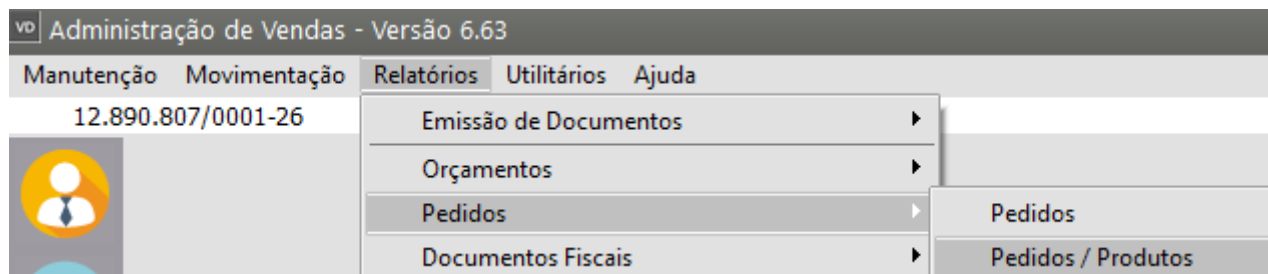 VD Administração de Vendas - Versão 6.63
Manutenção Movimentação Relatórios Utilitários Ajuda
12.890.807/0001-26
Emissão de Documentos
Orçamentos
Pedidos Pedidos
Documentos Fiscais Pedidos / Produtos